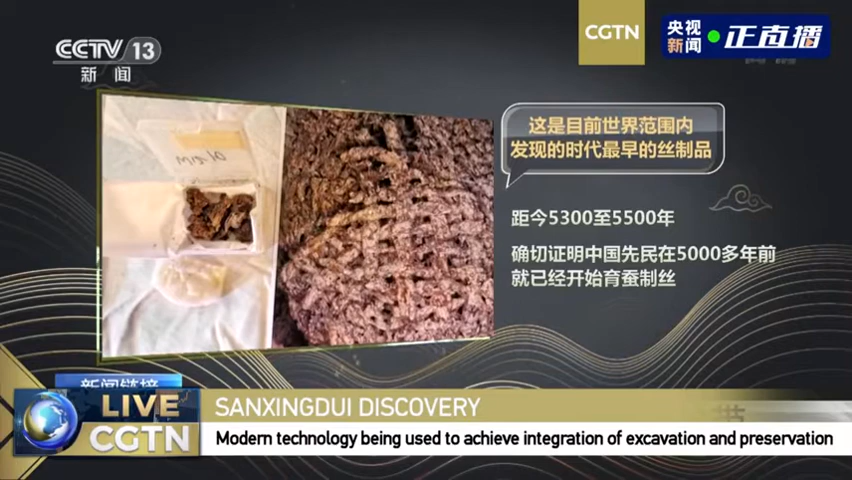 CGTN
央视
新闻
正直播
CCTV 13
新闻
这是目前世界范围内
发现的时代最早的丝制品
距今5300至5500年
确切证明中国先民在5000多年前
就已经开始育蚕制丝
新闻链接
LIVE
CGTN
SANXINGDUI DISCOVERY
Modern technology being used to achieve integration of excavation and preservation